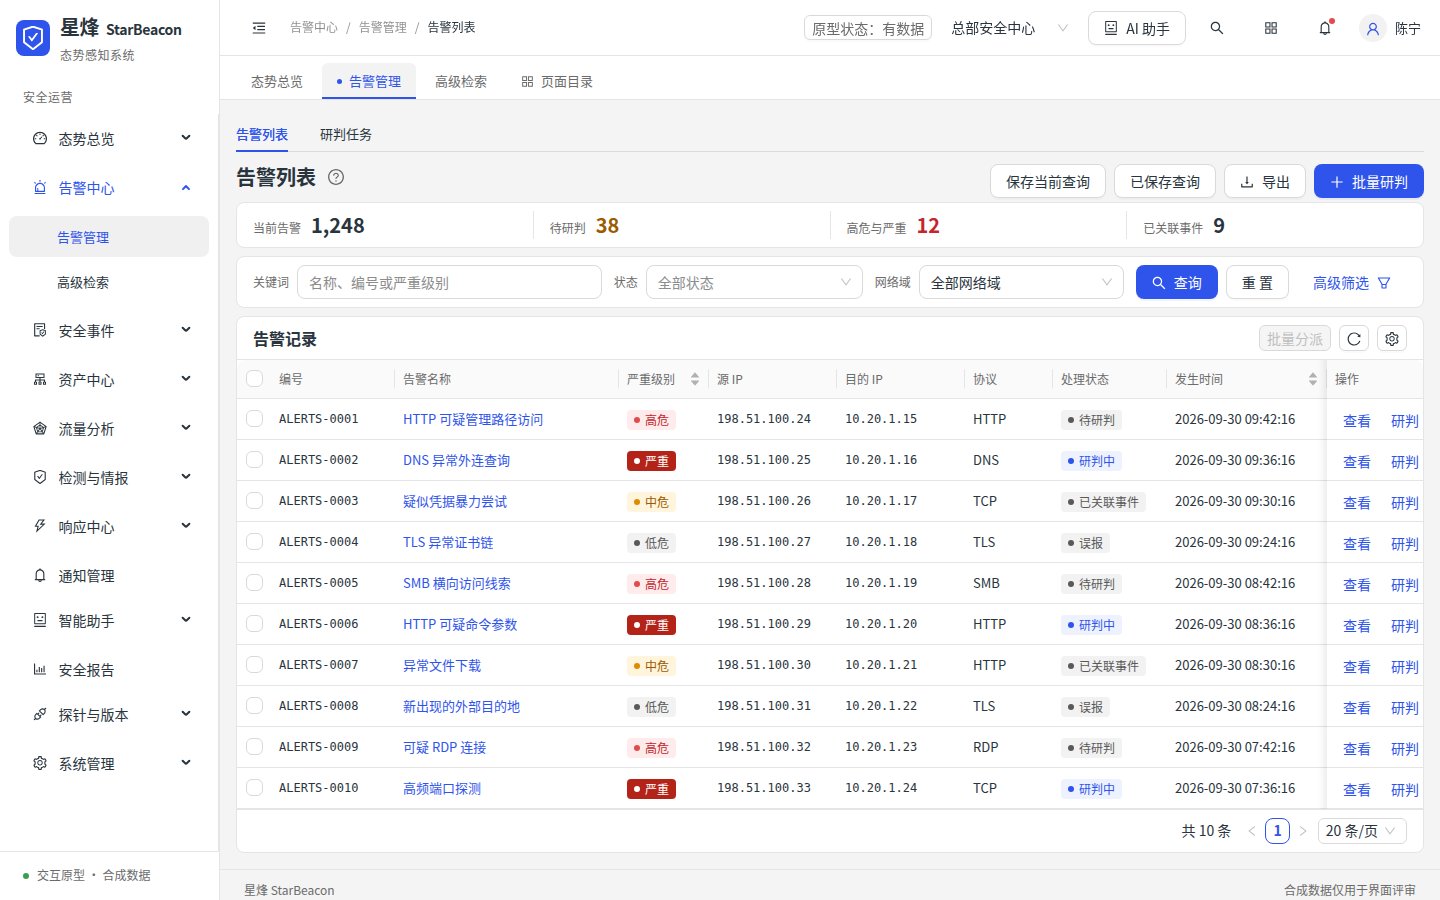 星烽 StarBeacon
态势感知系统
安全运营
态势总览
告警中心
告警管理
高级检索
安全事件
资产中心
流量分析
检测与情报
响应中心
通知管理
智能助手
安全报告
探针与版本
系统管理
交互原型 · 合成数据
告警中心 / 告警管理 / 告警列表
原型状态：有数据 总部安全中心 AI 助手 陈宁
态势总览 告警管理 高级检索 页面目录
告警列表 研判任务
告警列表
保存当前查询 已保存查询 导出 批量研判
当前告警 1,248 待研判 38 高危与严重 12 已关联事件 9
关键词 名称、编号或严重级别 状态 全部状态 网络域 全部网络域 查询 重置 高级筛选
告警记录 批量分派
编号 告警名称 严重级别 源 IP 目的 IP 协议 处理状态 发生时间 操作
ALERTS-0001 HTTP 可疑管理路径访问 高危 198.51.100.24 10.20.1.15 HTTP 待研判 2026-09-30 09:42:16 查看 研判
ALERTS-0002 DNS 异常外连查询 严重 198.51.100.25 10.20.1.16 DNS 研判中 2026-09-30 09:36:16 查看 研判
ALERTS-0003 疑似凭据暴力尝试 中危 198.51.100.26 10.20.1.17 TCP 已关联事件 2026-09-30 09:30:16 查看 研判
ALERTS-0004 TLS 异常证书链 低危 198.51.100.27 10.20.1.18 TLS 误报 2026-09-30 09:24:16 查看 研判
ALERTS-0005 SMB 横向访问线索 高危 198.51.100.28 10.20.1.19 SMB 待研判 2026-09-30 08:42:16 查看 研判
ALERTS-0006 HTTP 可疑命令参数 严重 198.51.100.29 10.20.1.20 HTTP 研判中 2026-09-30 08:36:16 查看 研判
ALERTS-0007 异常文件下载 中危 198.51.100.30 10.20.1.21 HTTP 已关联事件 2026-09-30 08:30:16 查看 研判
ALERTS-0008 新出现的外部目的地 低危 198.51.100.31 10.20.1.22 TLS 误报 2026-09-30 08:24:16 查看 研判
ALERTS-0009 可疑 RDP 连接 高危 198.51.100.32 10.20.1.23 RDP 待研判 2026-09-30 07:42:16 查看 研判
ALERTS-0010 高频端口探测 严重 198.51.100.33 10.20.1.24 TCP 研判中 2026-09-30 07:36:16 查看 研判
共 10 条 1 20 条/页
星烽 StarBeacon 合成数据仅用于界面评审